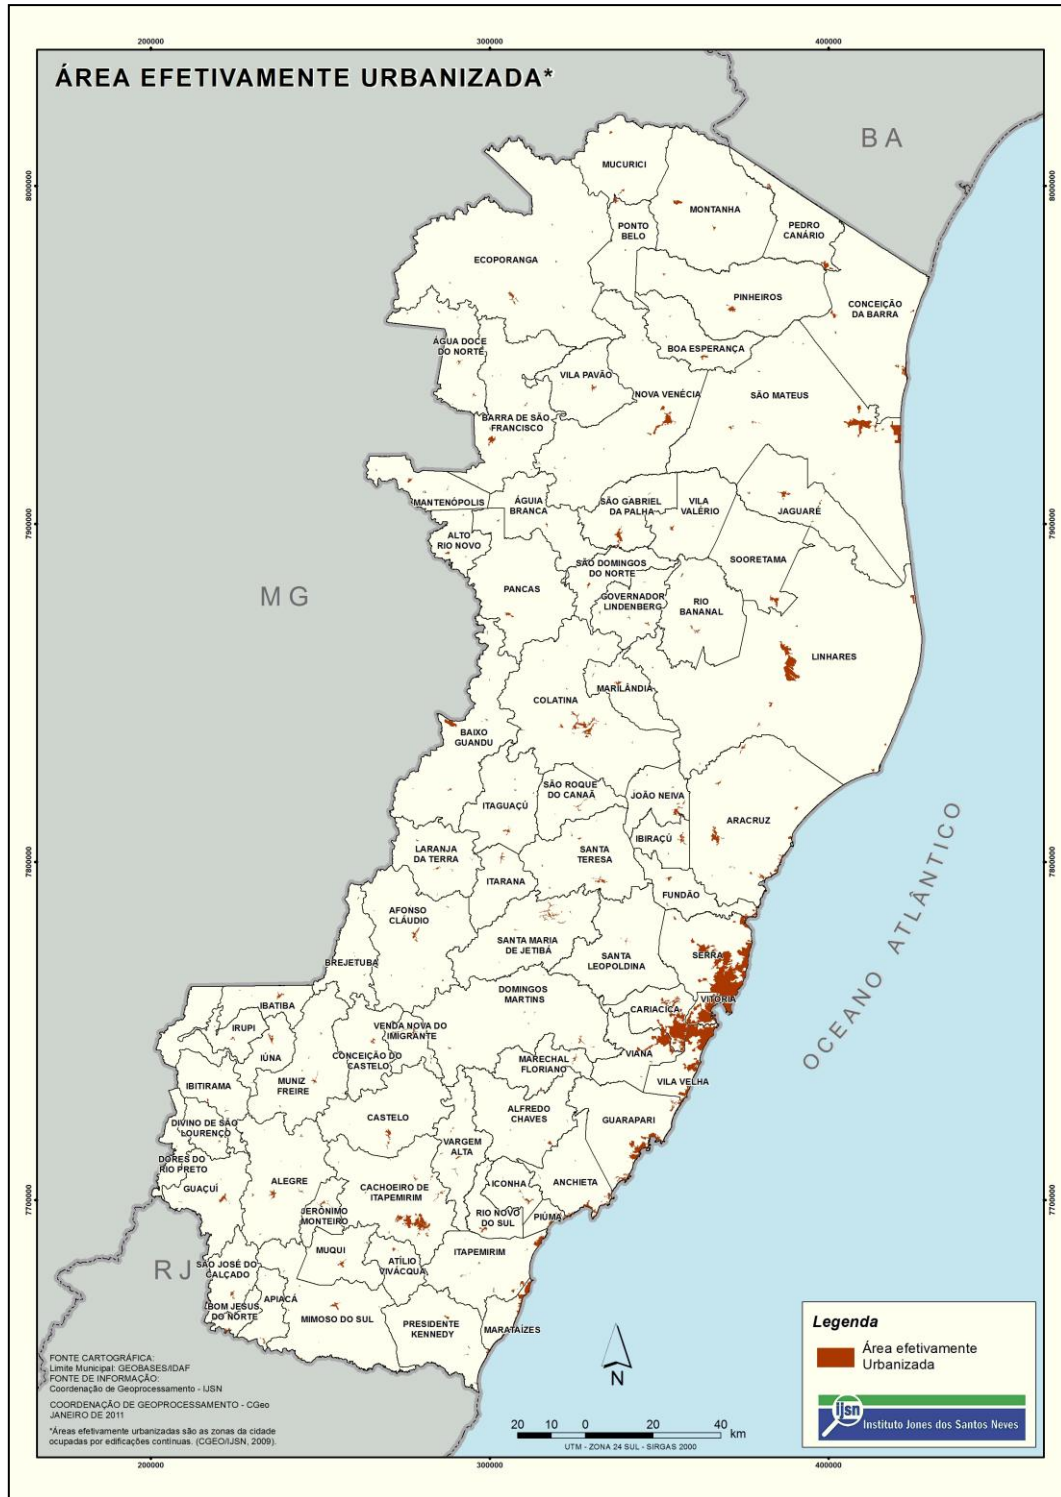 200000
300000
400000
ÁREA EFETIVAMENTE URBANIZADA*
BA
MUCURICI
8000000
8000000
MONTANHA
PONTO
BELO
PEDRO
CANÁRIO
ECOPORANGA
PINHEIROS
CONCEIÇÃO
DA BARRA
ÁGUA DOCE
DO NORTE
BOA ESPERANÇA
VILA PAVÃO
NOVA VENÉCIA
SÃO MATEUS
BARRA DE SÃO
FRANCISCO
MANTENÓPOLIS
ÁGUIA
BRANCA
SÃO GABRIEL
DA PALHA
VILA
VALÉRIO
JAGUARÉ
7900000
7900000
ALTO
RIO NOVO
SOORETAMA
SÃO DOMINGOS
DO NORTE
MG
PANCAS
GOVERNADOR
LINDENBERG
RIO
BANANAL
LINHARES
MARILÂNDIA
COLATINA
BAIXO
GUANDU
SÃO ROQUE
DO CANAÃ
JOÃO NEIVA
ITAGUAÇÚ
ARACRUZ
IBIRAÇÚ
LARANJA
DA TERRA
SANTA
TERESA
7800000
7800000
ITARANA
FUNDÃO
OCEANO ATLÂNTICO
AFONSO
CLÁUDIO
SANTA MARIA
DE JETIBÁ
SANTA
LEOPOLDINA
SERRA
BREJETUBA
DOMINGOS
MARTINS
VITÓRIA
IBATIBA
CARIACICA
IRUPI
VENDA NOVA DO
IMIGRANTE
IÚNA
CONCEIÇÃO DO
CASTELO
MARECHAL
FLORIANO
VIANA
IBITIRAMA
MUNIZ
FREIRE
VILA VELHA
CASTELO
ALFREDO
CHAVES
GUARAPARI
DIVINO DE SÃO
LOURENÇO
VARGEM
ALTA
DORES DO
RIO PRETO
GUAÇUÍ
ALEGRE
CACHOEIRO DE
ITAPEMIRIM
ICONHA
ANCHIETA
7700000
7700000
JERÔNIMO
MONTEIRO
RIO NOVO
DO SUL
PIÚMA
MUQUI
ITAPEMIRIM
RJ
SÃO JOSÉ DO
CALÇADO
ATÍLIO
VIVÁCQUA
APIACÁ
BOM JESUS
DO NORTE
MIMOSO DO SUL
PRESIDENTE
KENNEDY
MARATAÍZES
Legenda
Área efetivamente
Urbanizada
FONTE CARTOGRÁFICA:
Limite Municipal: GEOBASES/IDAF
FONTE DE INFORMAÇÃO:
Coordenação de Geoprocessamento - IJSN
COORDENAÇÃO DE GEOPROCESSAMENTO - CGeo
JANEIRO DE 2011
*Áreas efetivamente urbanizadas são as zonas da cidade
ocupadas por edificações contínuas. (CGEO/IJSN, 2009).
N
20 10 0 20 40
km
UTM - ZONA 24 SUL - SIRGAS 2000
ijsn
Instituto Jones dos Santos Neves
200000
300000
400000